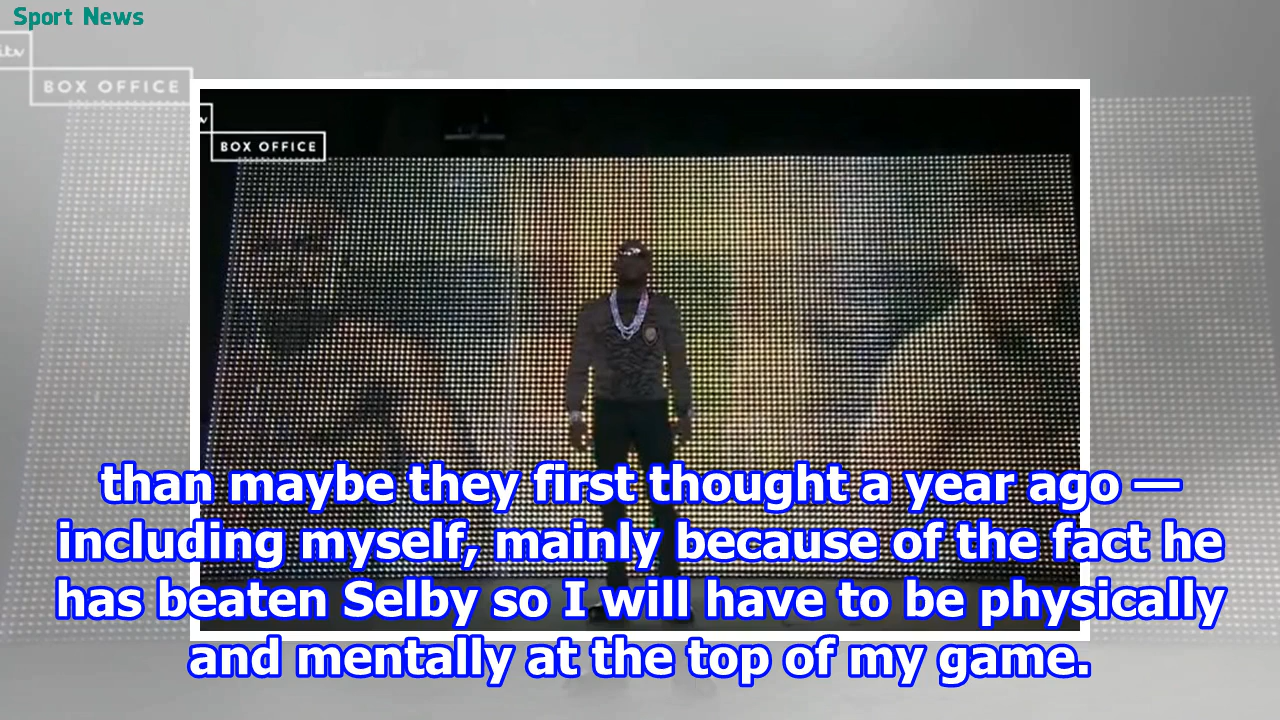 Sport News
itv
BOX OFFICE
BOX OFFICE
than maybe they first thought a year ago —
including myself, mainly because of the fact he
has beaten Selby so I will have to be physically
and mentally at the top of my game.